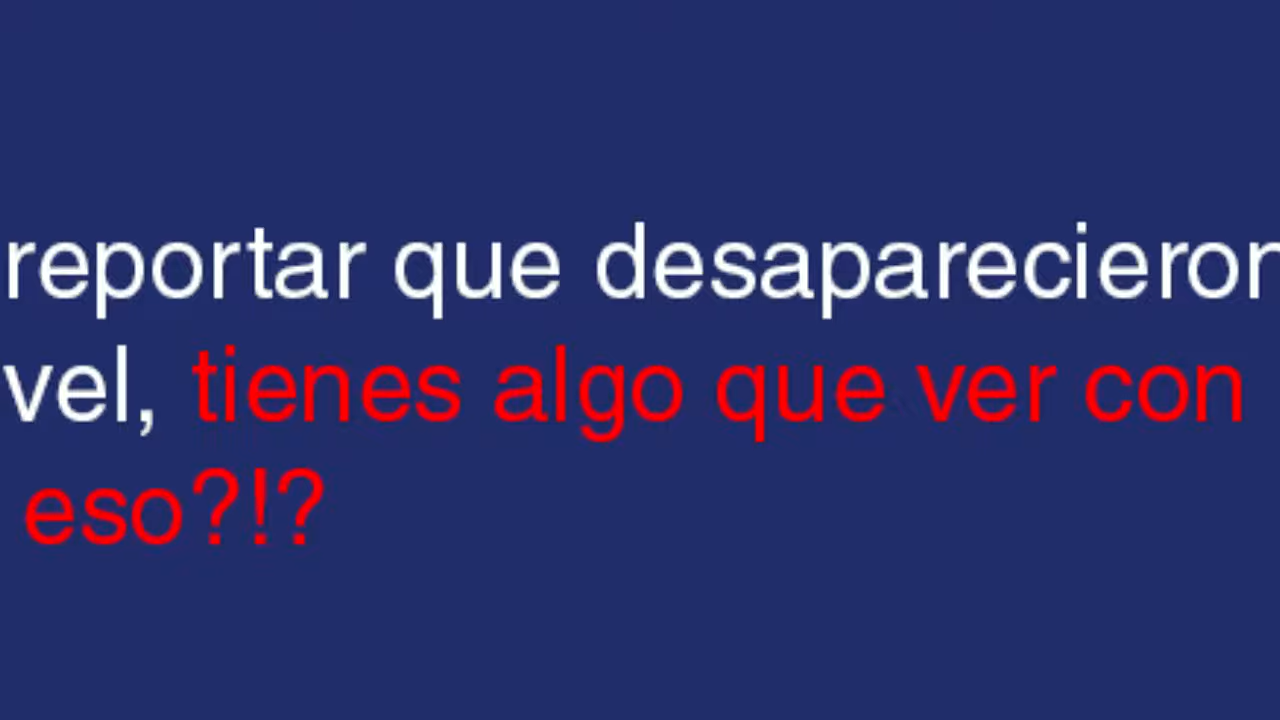 reportar que desaparecieron
vel, tienes algo que ver con
eso?!?